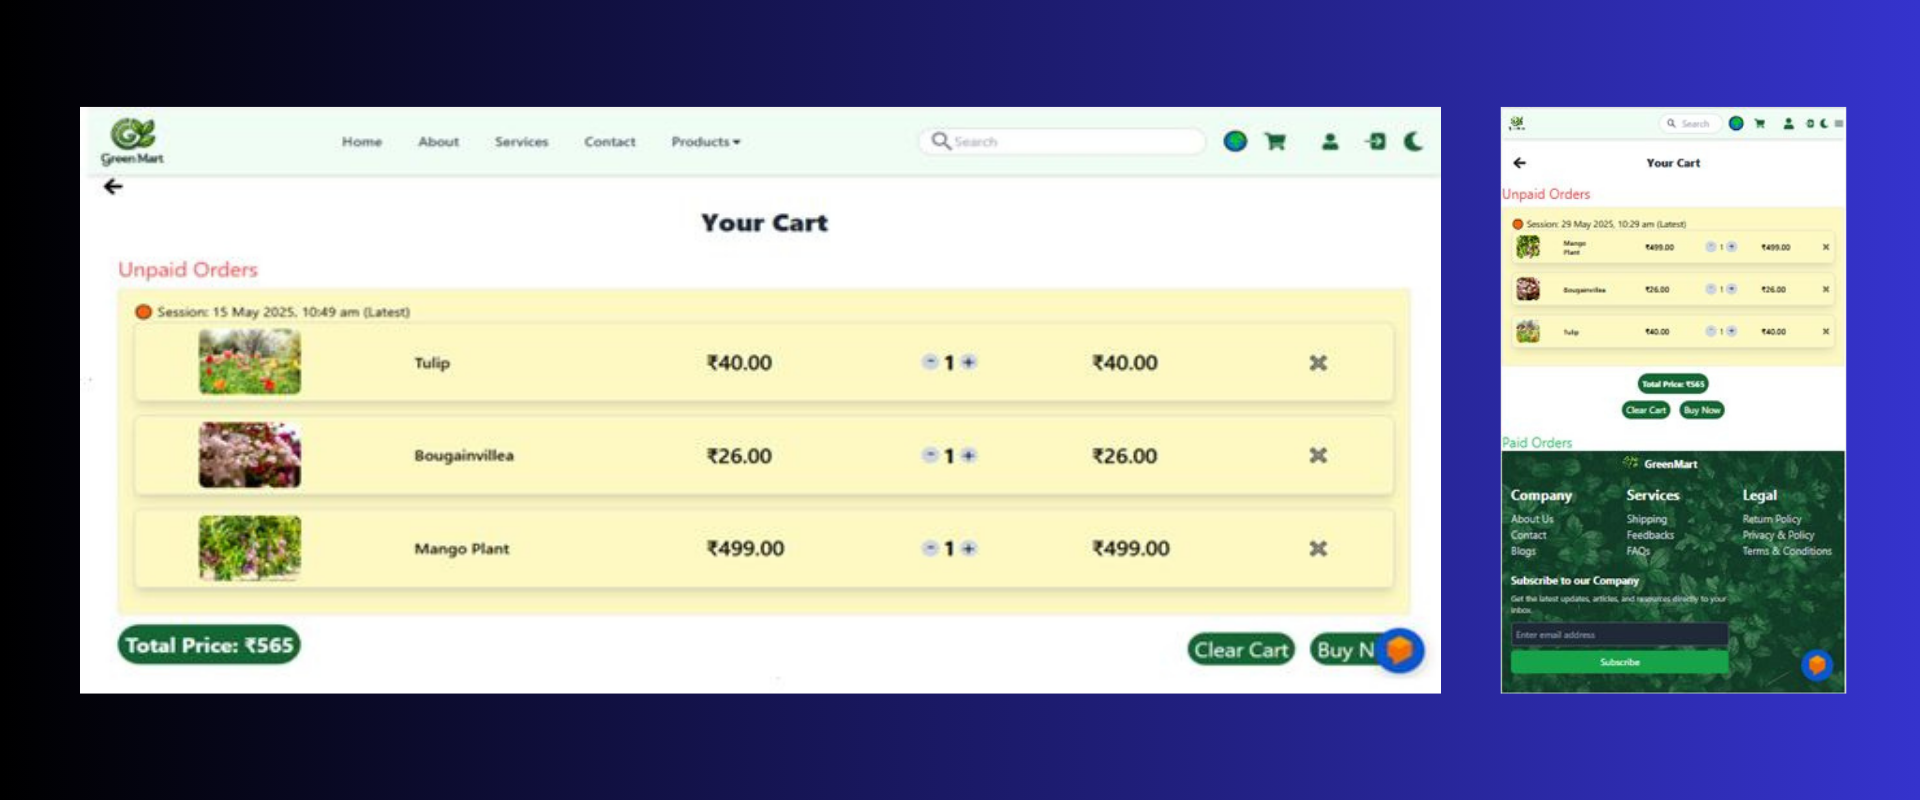 Green Mart
Home About Services Contact Products Search
Your Cart
Unpaid Orders
Session: 15 May 2025, 10:49 am (Latest)
Tulip ₹40.00 − 1 + ₹40.00
Bougainvillea ₹26.00 − 1 + ₹26.00
Mango Plant ₹499.00 − 1 + ₹499.00
Total Price: ₹565 Clear Cart Buy N
Search
Your Cart
Unpaid Orders
Session: 29 May 2025, 10:29 am (Latest)
Mango
Plant ₹499.00 − 1 + ₹499.00
Bougainvillea ₹26.00 − 1 + ₹26.00
Tulip ₹40.00 − 1 + ₹40.00
Total Price: ₹565
Clear Cart Buy Now
Paid Orders
GreenMart
Company Services Legal
About Us Shipping Return Policy
Contact Feedbacks Privacy & Policy
Blogs FAQs Terms & Conditions
Subscribe to our Company
Get the latest updates, articles, and resources directly to your
inbox.
Enter email address
Subscribe